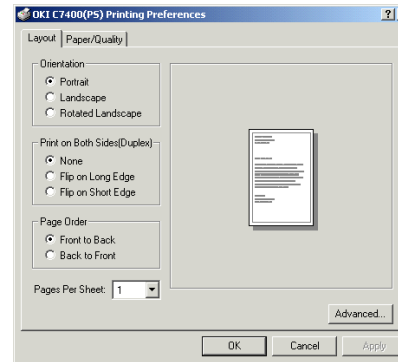 OKI C7400(PS) Printing Preferences
?
Layout
Paper/Quality
Orientation
Portrait
Landscape
Rotated Landscape
Print on Both Sides(Duplex)
None
Flip on Long Edge
Flip on Short Edge
Page Order
Front to Back
Back to Front
Pages Per Sheet: 1
Advanced...
OK Cancel Apply